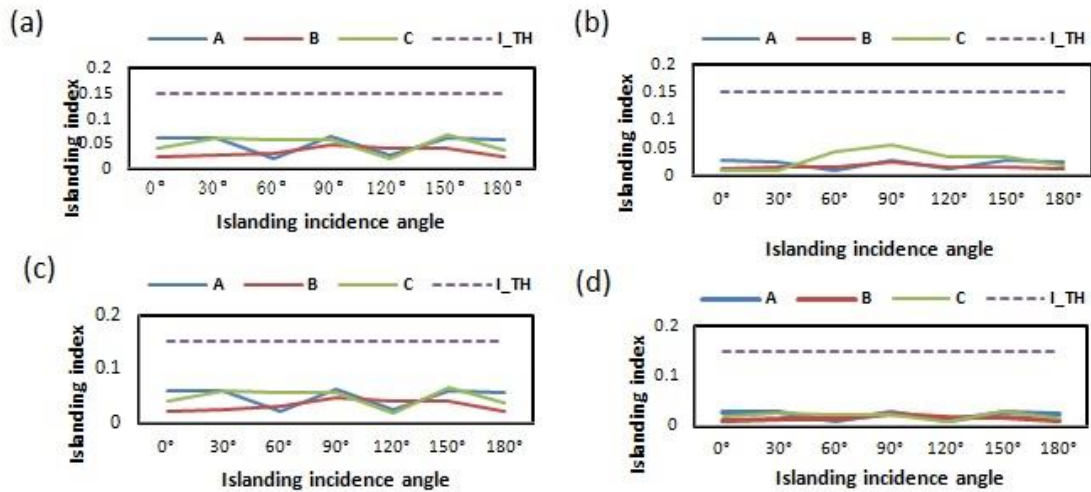 (a)
A B C I_TH
Islanding index
0.2
0.15
0.1
0.05
0
0° 30° 60° 90° 120° 150° 180°
Islanding incidence angle
(b)
A B C I_TH
Islanding index
0.2
0.15
0.05
0
0° 30° 60° 90° 120° 150° 180°
Islanding incidence angle
(c)
A B C I_TH
Islanding index
0.2
0.1
0
0° 30° 60° 90° 120° 150° 180°
Islanding incidence angle
(d)
A B C I_TH
Islanding index
0.2
0.1
0
0° 30° 60° 90° 120° 150° 180°
Islanding incidence angle